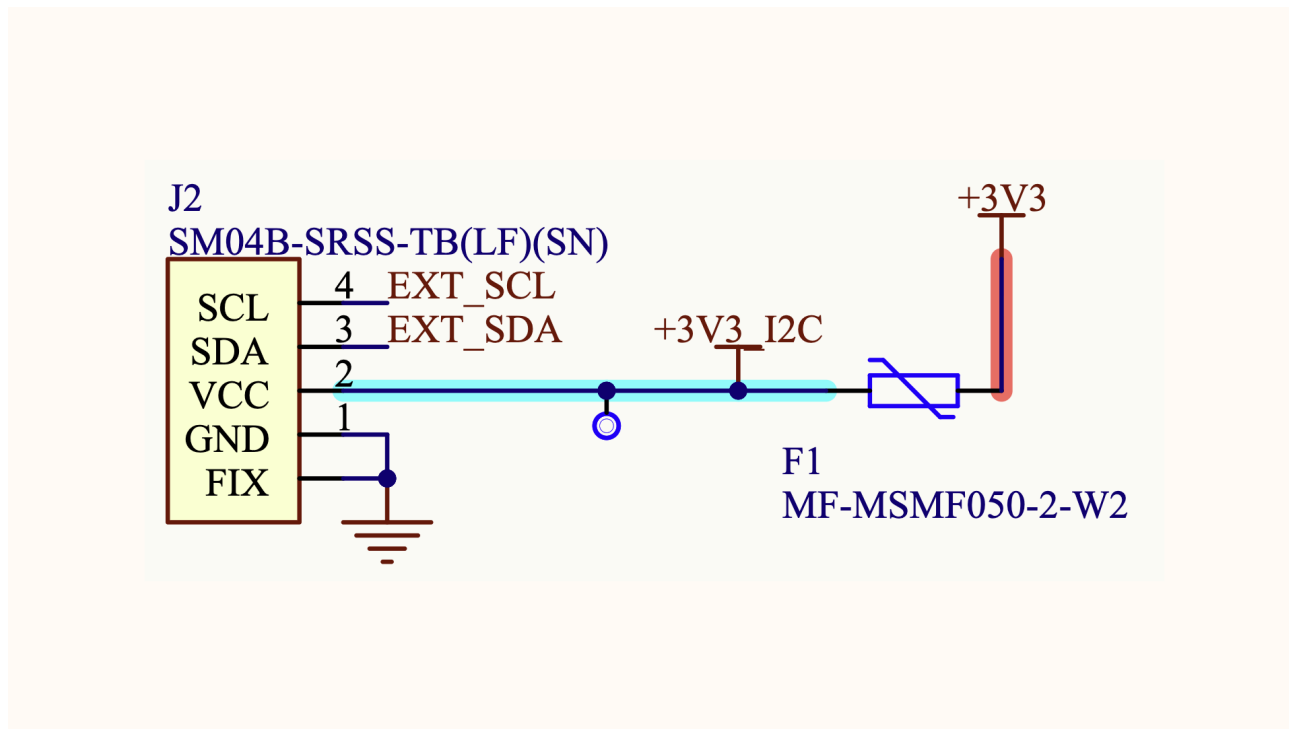 J2
SM04B-SRSS-TB(LF)(SN)
+3V3
SCL 4 EXT_SCL
SDA 3 EXT_SDA
+3V3_I2C
VCC 2
GND 1
FIX
F1
MF-MSMF050-2-W2